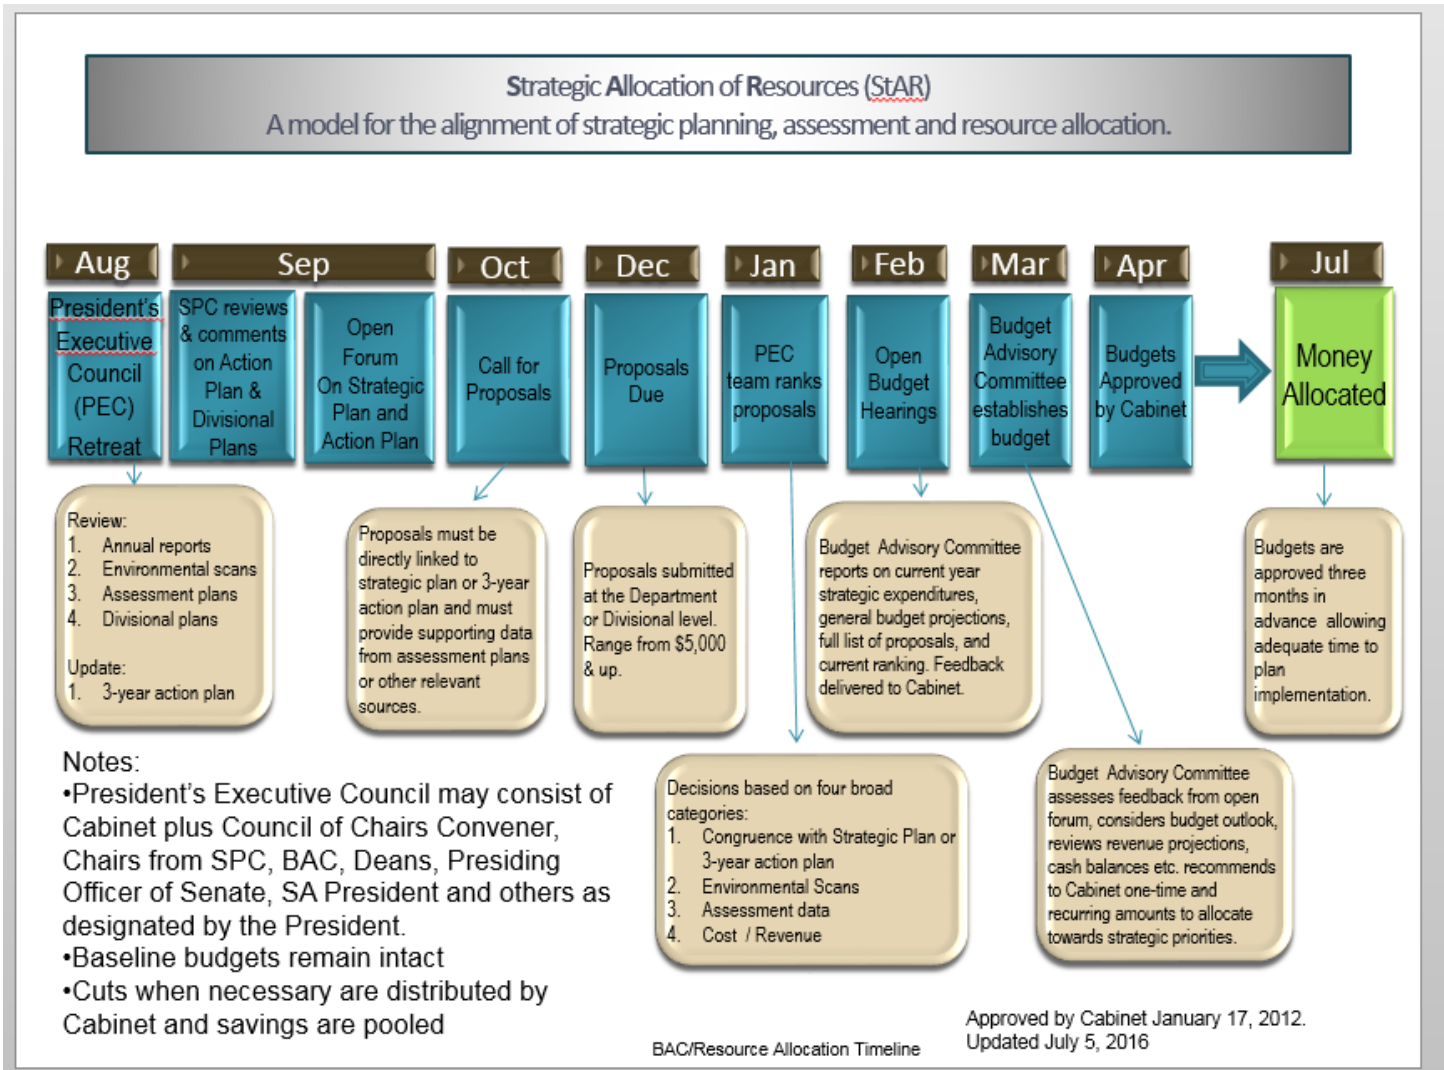 Strategic Allocation of Resources (StAR)
A model for the alignment of strategic planning, assessment and resource allocation.
Aug
President's
Executive
Council
(PEC)
Retreat
Sep
SPC reviews
& comments
on Action
Plan &
Divisional
Plans
Open
Forum
On Strategic
Plan and
Action Plan
Oct
Call for
Proposals
Dec
Proposals
Due
Jan
PEC
team ranks
proposals
Feb
Open
Budget
Hearings
Mar
Budget
Advisory
Committee
establishes
budget
Apr
Budgets
Approved
by Cabinet
Jul
Money
Allocated
Review:
1. Annual reports
2. Environmental scans
3. Assessment plans
4. Divisional plans
Update:
1. 3-year action plan
Proposals must be
directly linked to
strategic plan or 3-year
action plan and must
provide supporting data
from assessment plans
or other relevant
sources.
Proposals submitted
at the Department
or Divisional level.
Range from $5,000
& up.
Budget Advisory Committee
reports on current year
strategic expenditures,
general budget projections,
full list of proposals, and
current ranking. Feedback
delivered to Cabinet.
Budgets are
approved three
months in
advance allowing
adequate time to
plan
implementation.
Decisions based on four broad
categories:
1. Congruence with Strategic Plan or
3-year action plan
2. Environmental Scans
3. Assessment data
4. Cost / Revenue
Budget Advisory Committee
assesses feedback from open
forum, considers budget outlook,
reviews revenue projections,
cash balances etc. recommends
to Cabinet one-time and
recurring amounts to allocate
towards strategic priorities.
Notes:
•President's Executive Council may consist of
Cabinet plus Council of Chairs Convener,
Chairs from SPC, BAC, Deans, Presiding
Officer of Senate, SA President and others as
designated by the President.
•Baseline budgets remain intact
•Cuts when necessary are distributed by
Cabinet and savings are pooled
BAC/Resource Allocation Timeline
Approved by Cabinet January 17, 2012.
Updated July 5, 2016